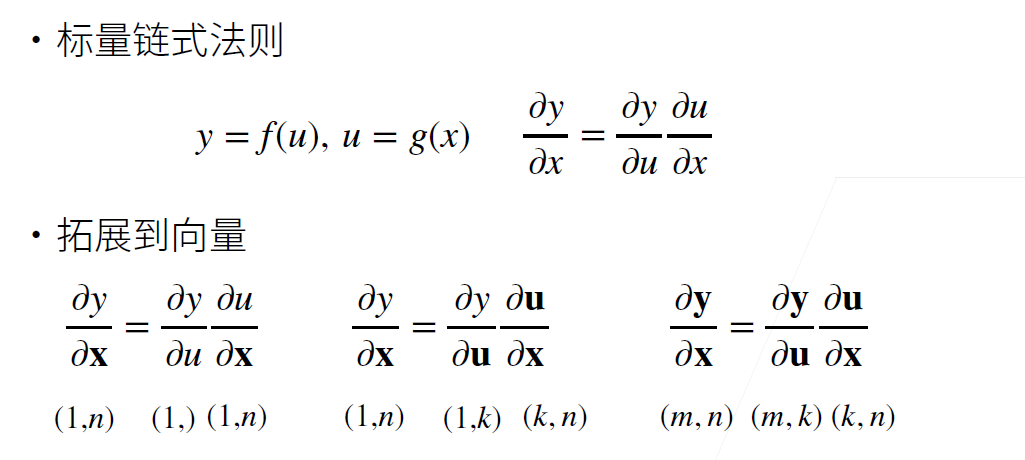 • 标量链式法则
y = f(u), u = g(x)    ∂y/∂x = ∂y/∂u ∂u/∂x
• 拓展到向量
∂y/∂𝐱 = ∂y/∂u ∂u/∂𝐱    ∂y/∂𝐱 = ∂y/∂𝐮 ∂𝐮/∂𝐱    ∂𝐲/∂𝐱 = ∂𝐲/∂𝐮 ∂𝐮/∂𝐱
(1,n) (1,) (1,n)    (1,n) (1,k) (k, n)    (m, n) (m, k) (k, n)